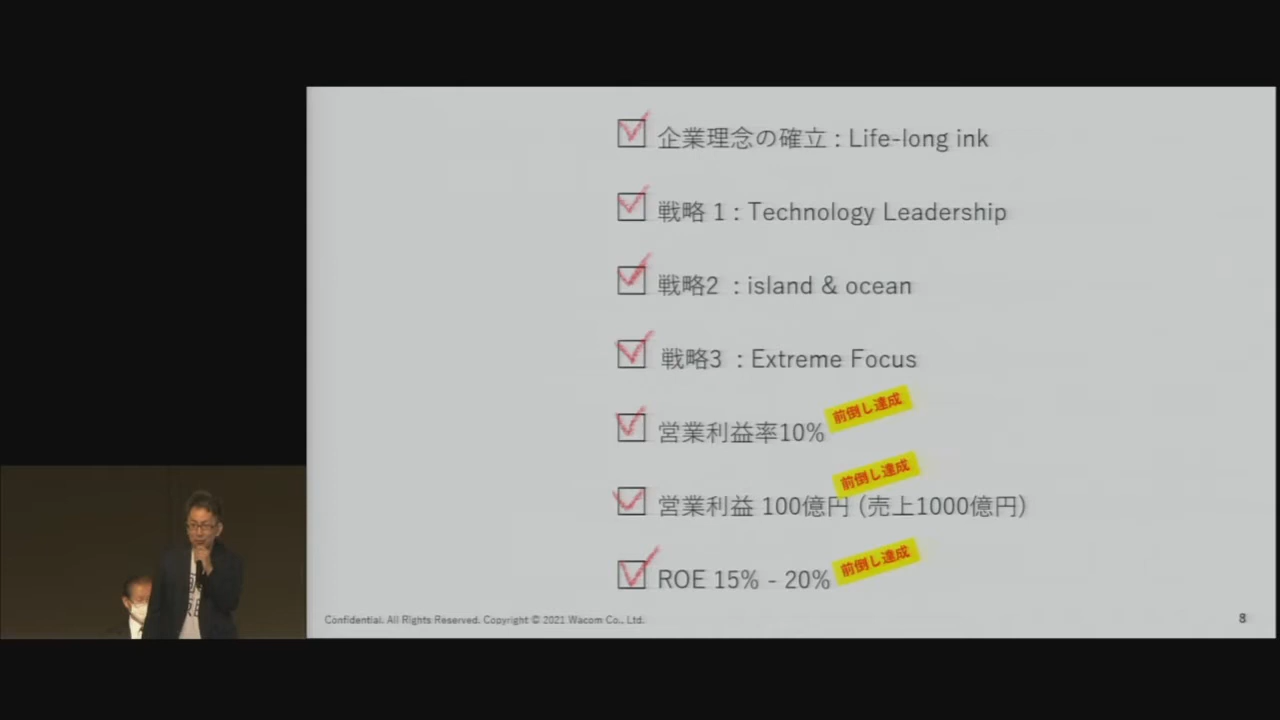 企業理念の確立 : Life-long ink
戦略 1 : Technology Leadership
戦略2 : island & ocean
戦略3 : Extreme Focus
前倒し達成
営業利益率10%
前倒し達成
営業利益 100億円 (売上1000億円)
前倒し達成
ROE 15% - 20%
Confidential. All Rights Reserved. Copyright © 2021 Wacom Co., Ltd.
8